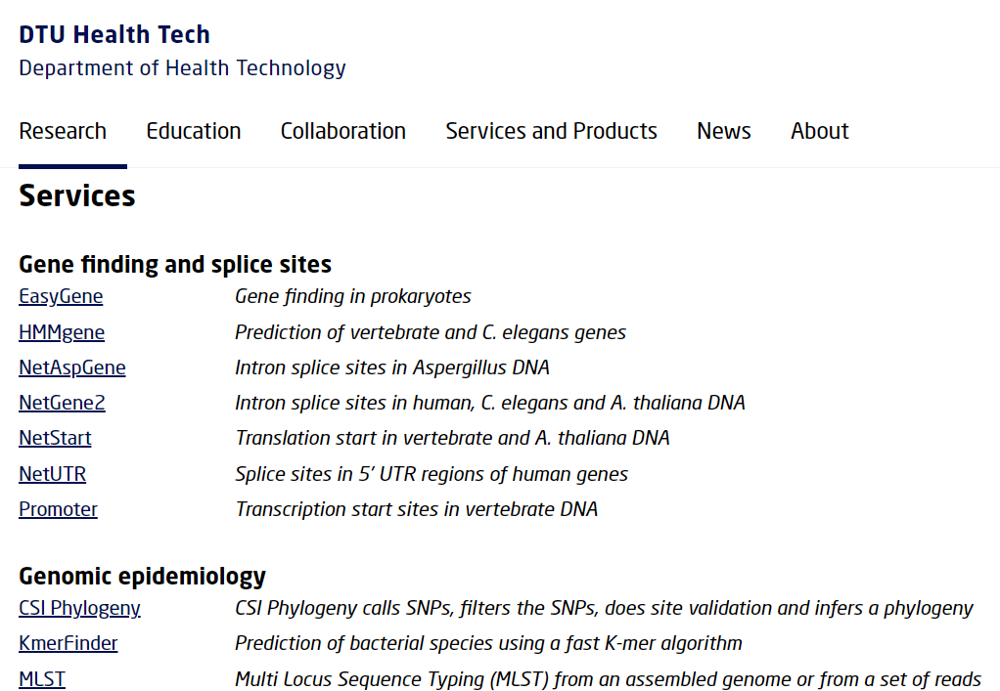 DTU Health Tech
Department of Health Technology
Research Education Collaboration Services and Products News About
Services
Gene finding and splice sites
EasyGene Gene finding in prokaryotes
HMMgene Prediction of vertebrate and C. elegans genes
NetAspGene Intron splice sites in Aspergillus DNA
NetGene2 Intron splice sites in human, C. elegans and A. thaliana DNA
NetStart Translation start in vertebrate and A. thaliana DNA
NetUTR Splice sites in 5’ UTR regions of human genes
Promoter Transcription start sites in vertebrate DNA
Genomic epidemiology
CSI Phylogeny CSI Phylogeny calls SNPs, filters the SNPs, does site validation and infers a phylogeny
KmerFinder Prediction of bacterial species using a fast K-mer algorithm
MLST Multi Locus Sequence Typing (MLST) from an assembled genome or from a set of reads